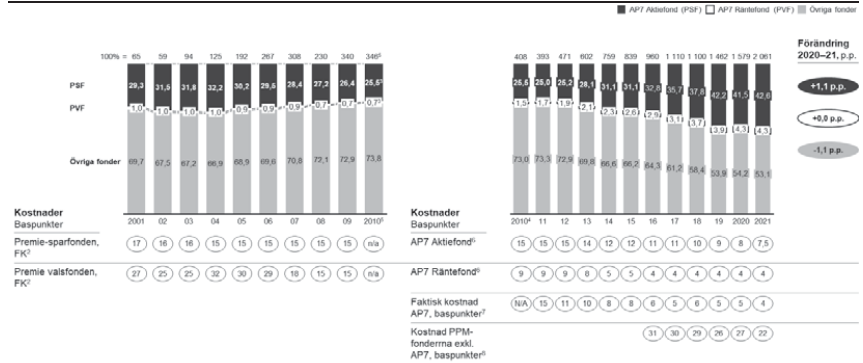 AP7 Aktiefond (PSF) AP7 Räntefond (PVF) Övriga fonder
100% = 65 59 94 125 192 267 308 230 340 346⁵
408 393 471 602 759 839 960 1 110 1 100 1 462 1 579 2 061
Förändring
2020–21, p.p.
PSF 29,3 31,5 31,8 32,2 30,2 29,5 28,4 27,2 26,4 25,5⁵
25,5 25,0 25,2 28,1 31,1 31,1 32,8 35,7 37,8 42,2 41,5 42,6
+1,1 p.p.
PVF 1,0 1,0 1,0 1,0 0,9 0,9 0,9 0,7 0,7 0,7⁵
1,5 1,7 1,9 2,1 2,3 2,6 2,9 3,1 3,7 3,9 4,3 4,3
+0,0 p.p.
Övriga fonder 69,7 67,5 67,2 66,9 68,9 69,6 70,8 72,1 72,9 73,8
73,0 73,3 72,9 69,8 66,6 66,2 64,3 61,2 58,4 53,9 54,2 53,1
-1,1 p.p.
Kostnader
Baspunkter 2001 02 03 04 05 06 07 08 09 2010⁵
Premie-sparfonden,
FK² 17 16 16 15 15 15 15 15 15 n/a
Premie valsfonden,
FK² 27 25 25 32 30 29 18 15 15 n/a
Kostnader
Baspunkter 2010⁴ 11 12 13 14 15 16 17 18 19 2020 2021
AP7 Aktiefond⁶ 15 15 15 14 12 12 11 11 10 9 8 7,5
AP7 Räntefond⁶ 9 9 9 8 5 5 4 4 4 4 4 4
Faktisk kostnad
AP7, baspunkter⁷ N/A 15 11 10 8 8 6 5 6 5 5 4
Kostnad PPM-
fonderrna exkl.
AP7, baspunkter⁸ 31 30 29 26 27 22